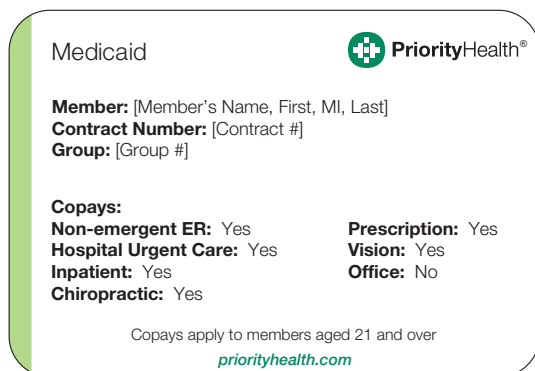 Medicaid
PriorityHealth®
Member: [Member's Name, First, MI, Last]
Contract Number: [Contract #]
Group: [Group #]
Copays:
Non-emergent ER: Yes
Hospital Urgent Care: Yes
Inpatient: Yes
Chiropractic: Yes
Prescription: Yes
Vision: Yes
Office: No
Copays apply to members aged 21 and over
priorityhealth.com